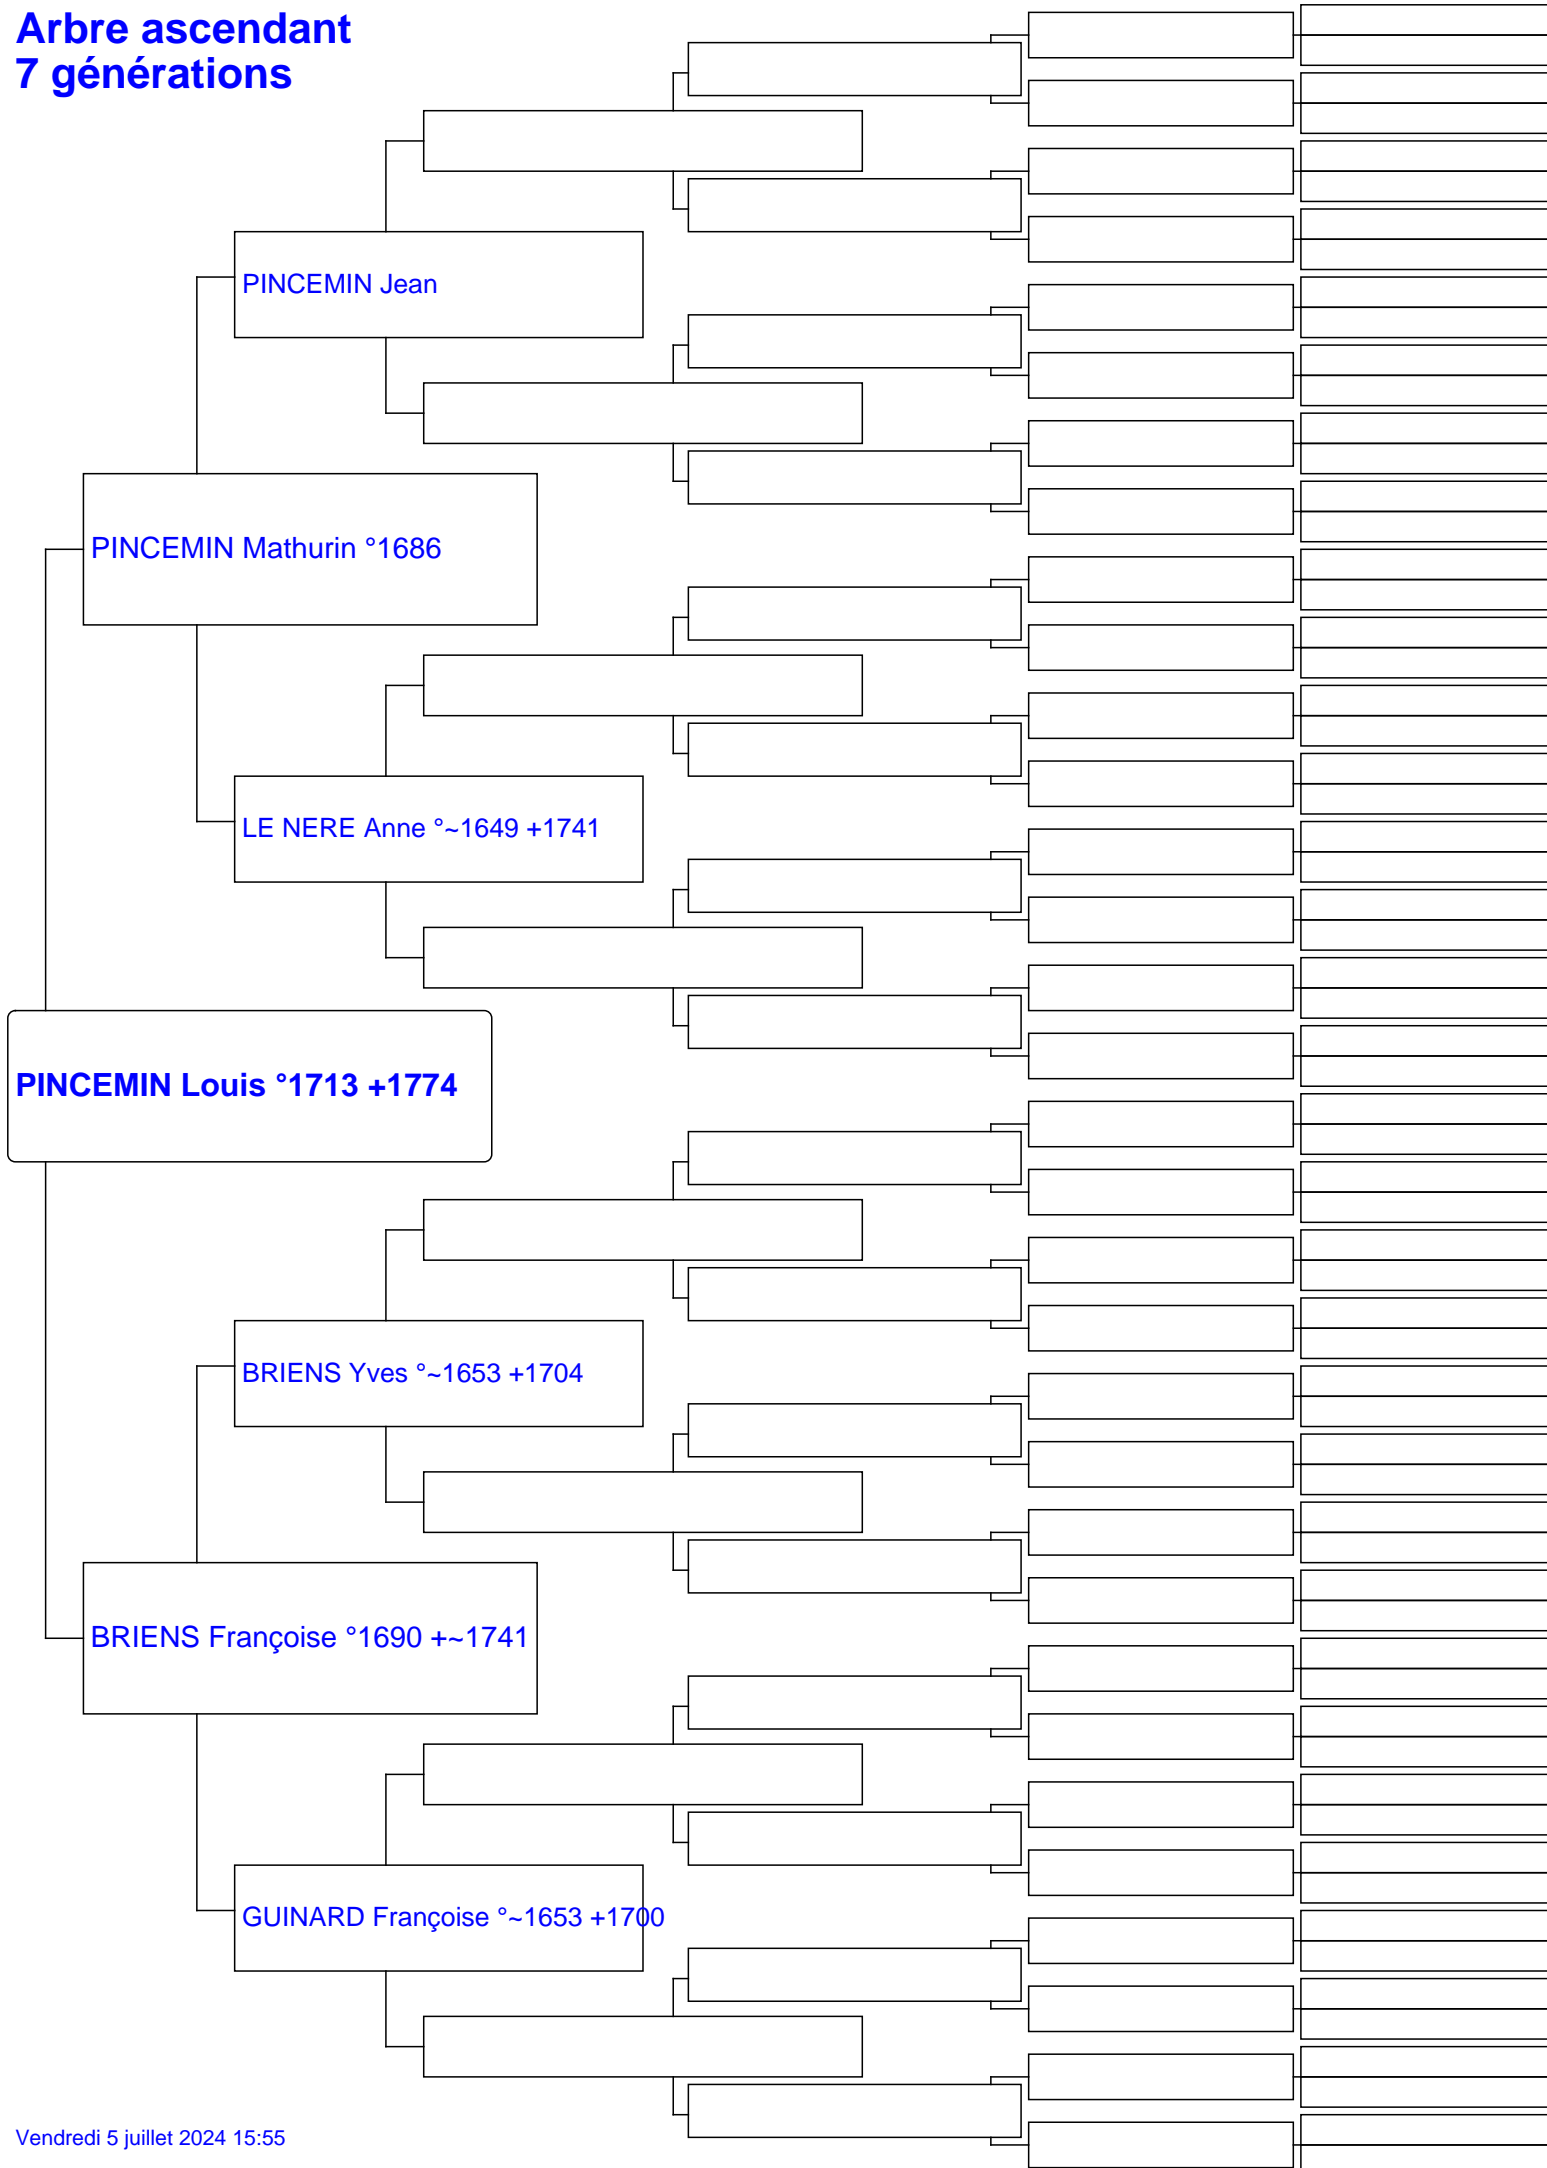 Arbre ascendant
7 générations
PINCEMIN Jean
PINCEMIN Mathurin °1686
LE NERE Anne °~1649 +1741
PINCEMIN Louis °1713 +1774
BRIENS Yves °~1653 +1704
BRIENS Françoise °1690 +~1741
GUINARD Françoise °~1653 +1700
Vendredi 5 juillet 2024 15:55